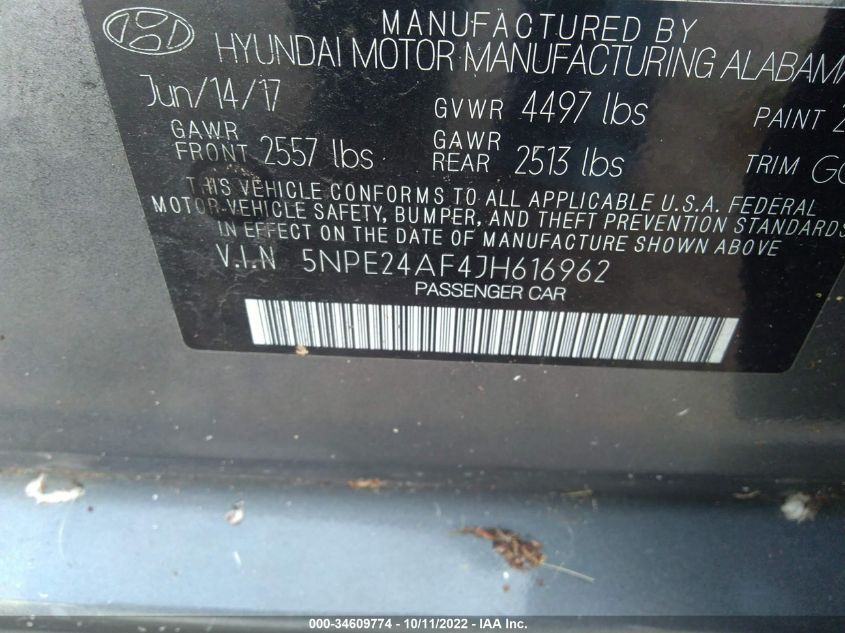 MANUFACTURED BY
HYUNDAI MOTOR MANUFACTURING ALABAMA
Jun/14/17 GVWR 4497 lbs PAINT
GAWR FRONT 2557 lbs GAWR REAR 2513 lbs TRIM
THIS VEHICLE CONFORMS TO ALL APPLICABLE U.S.A. FEDERAL
MOTOR-VEHICLE SAFETY, BUMPER, AND THEFT PREVENTION STANDARDS
IN EFFECT ON THE DATE OF MANUFACTURE SHOWN ABOVE
V.I.N 5NPE24AF4JH616962
PASSENGER CAR
000-34609774 - 10/11/2022 - IAA Inc.